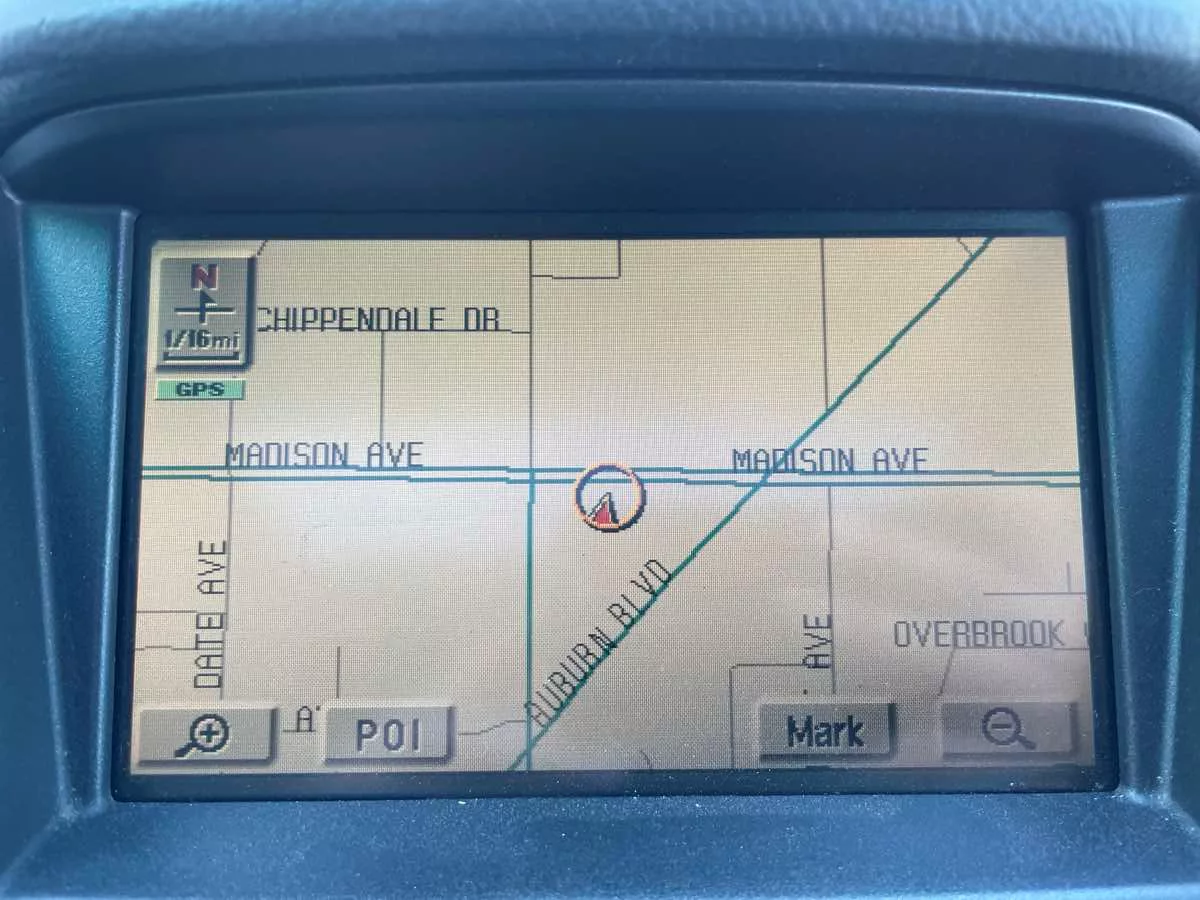 N
1/16mi
GPS
CHIPPENDALE DR
MADISON AVE
MADISON AVE
DATE AVE
AUBURN BLVD
AVE
OVERBROOK
POI
Mark